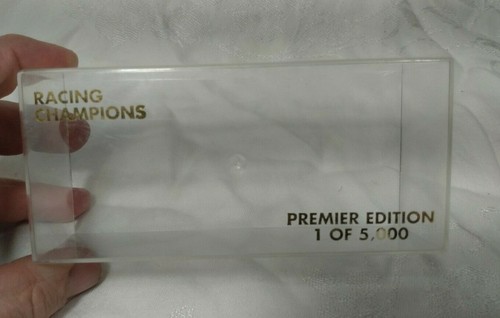 RACING
CHAMPIONS
PREMIER EDITION
1 OF 5,000